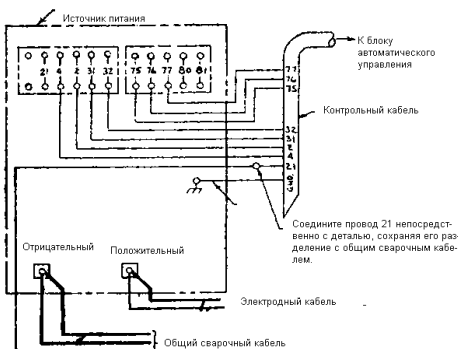 Источник питания
К блоку
автоматического
управления
21 4 2 31 32
75 76 77 80 81
77
76
75
Контрольный кабель
32
31
2
4
21
Соедините провод 21 непосредст-
венно с деталью, сохраняя его раз-
деление с общим сварочным кабе-
лем.
Отрицательный
Положительный
Электродный кабель
Общий сварочный кабель